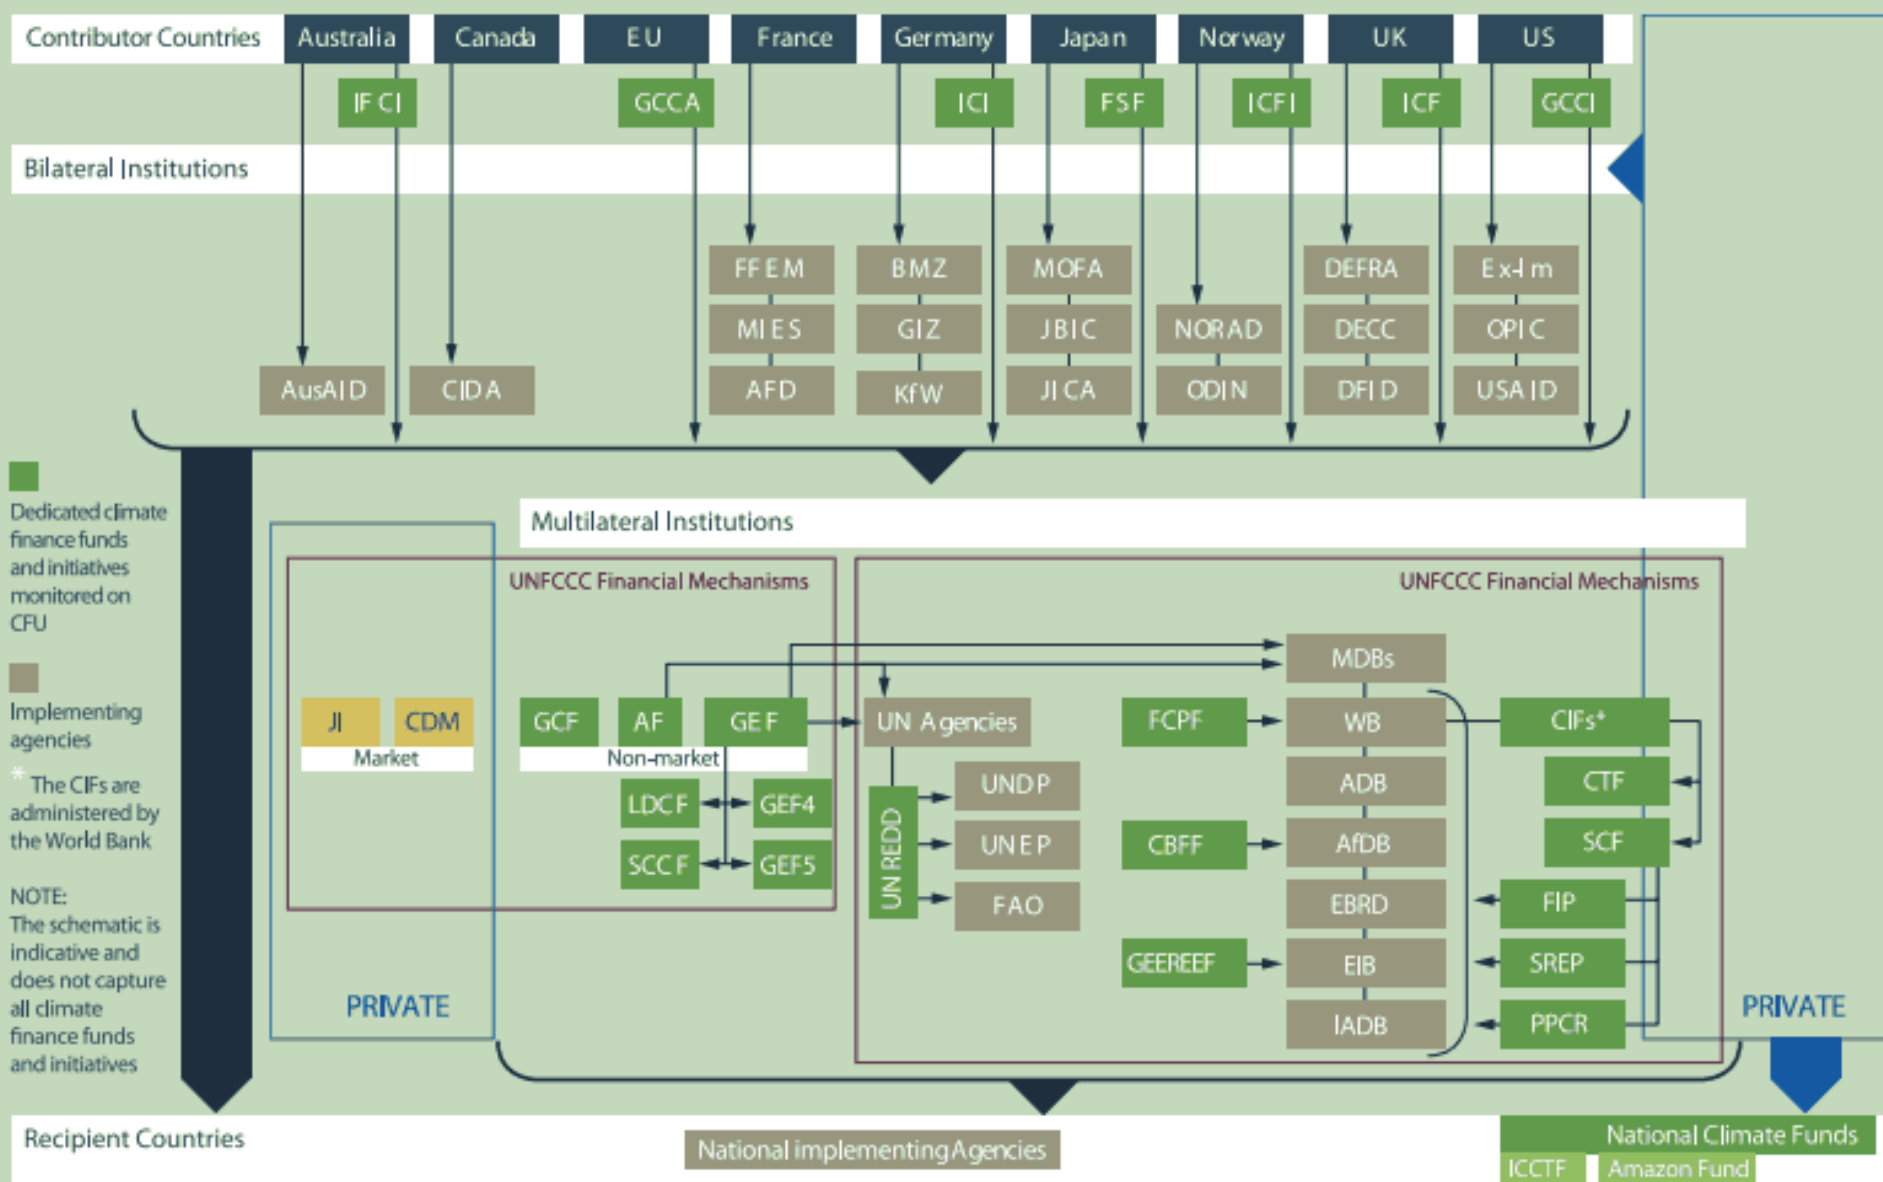 Contributor Countries
Australia
Canada
EU
France
Germany
Japan
Norway
UK
US
IFCI
GCCA
ICI
FSF
ICFI
ICF
GCCI
Bilateral Institutions
FFEM
BMZ
MOFA
DEFRA
Ex-Im
MIES
GIZ
JBIC
NORAD
DECC
OPIC
AusAID
CIDA
AFD
KfW
JICA
ODIN
DFID
USAID
Dedicated climate
finance funds
and initiatives
monitored on
CFU
Implementing
agencies
* The CIFs are
administered by
the World Bank
NOTE:
The schematic is
indicative and
does not capture
all climate
finance funds
and initiatives
Multilateral Institutions
UNFCCC Financial Mechanisms
UNFCCC Financial Mechanisms
JI
CDM
Market
GCF
AF
GEF
Non-market
LDCF
GEF4
SCCF
GEF5
PRIVATE
UN Agencies
UN REDD
UNDP
UNEP
FAO
FCPF
CBFF
GEEREEF
MDBs
WB
ADB
AfDB
EBRD
EIB
IADB
CIFs*
CTF
SCF
FIP
SREP
PPCR
PRIVATE
Recipient Countries
National implementing Agencies
National Climate Funds
ICCTF
Amazon Fund